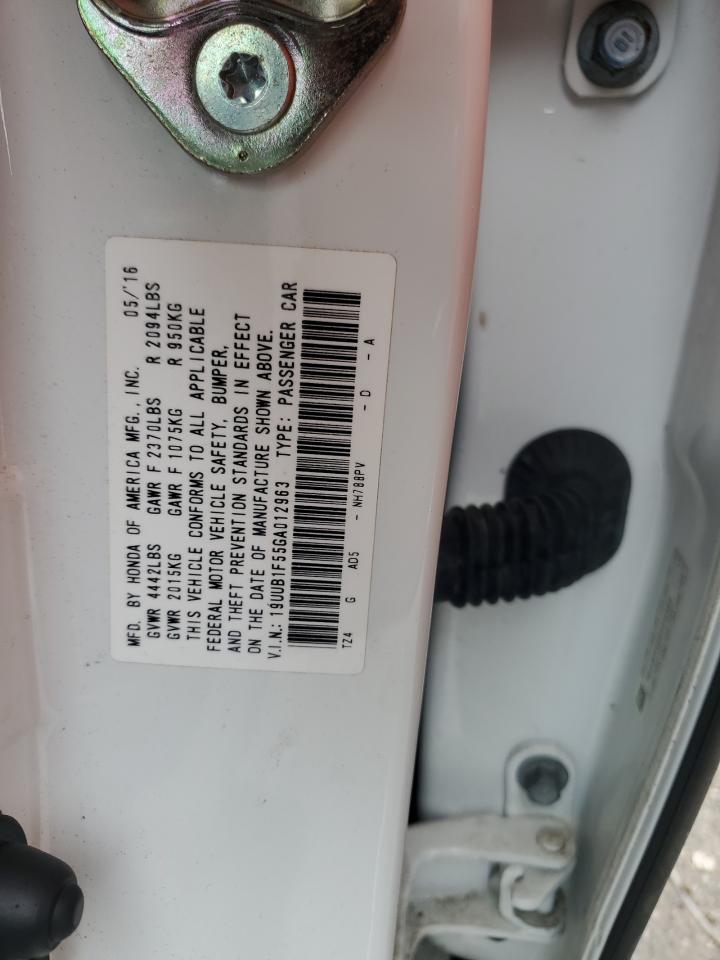 MFD. BY HONDA OF AMERICA MFG., INC. 05/'16
GVWR 4442LBS GAWR F 2370LBS R 2094LBS
GVWR 2015KG GAWR F 1075KG R 950KG
THIS VEHICLE CONFORMS TO ALL APPLICABLE
FEDERAL MOTOR VEHICLE SAFETY, BUMPER,
AND THEFT PREVENTION STANDARDS IN EFFECT
ON THE DATE OF MANUFACTURE SHOWN ABOVE.
V.I.N.: 19UUB1F55GA012963 TYPE: PASSENGER CAR
TZ4 G AD5 - NH788PV - D - A